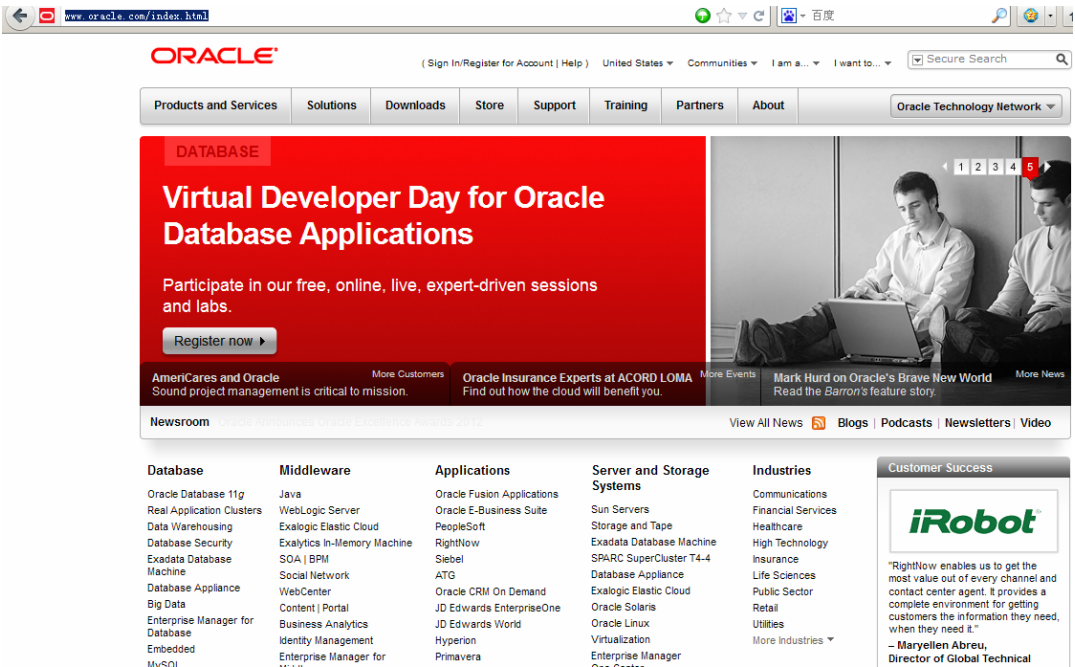 www.oracle.com/index.html
百度
ORACLE
( Sign In/Register for Account | Help ) United States Communities I am a... I want to... Secure Search
Products and Services Solutions Downloads Store Support Training Partners About Oracle Technology Network
DATABASE
1 2 3 4 5
Virtual Developer Day for Oracle
Database Applications
Participate in our free, online, live, expert-driven sessions
and labs.
Register now
AmeriCares and Oracle More Customers
Sound project management is critical to mission.
Oracle Insurance Experts at ACORD LOMA More Events
Find out how the cloud will benefit you.
Mark Hurd on Oracle's Brave New World More News
Read the Barron's feature story.
Newsroom Oracle Announces Oracle Excellence Awards 2012 View All News Blogs | Podcasts | Newsletters | Video
Database
Oracle Database 11g
Real Application Clusters
Data Warehousing
Database Security
Exadata Database
Machine
Database Appliance
Big Data
Enterprise Manager for
Database
Embedded
MySQL
Middleware
Java
WebLogic Server
Exalogic Elastic Cloud
Exalytics In-Memory Machine
SOA | BPM
Social Network
WebCenter
Content | Portal
Business Analytics
Identity Management
Enterprise Manager for
Middleware
Applications
Oracle Fusion Applications
Oracle E-Business Suite
PeopleSoft
RightNow
Siebel
ATG
Oracle CRM On Demand
JD Edwards EnterpriseOne
JD Edwards World
Hyperion
Primavera
Server and Storage
Systems
Sun Servers
Storage and Tape
Exadata Database Machine
SPARC SuperCluster T4-4
Database Appliance
Exalogic Elastic Cloud
Oracle Solaris
Oracle Linux
Virtualization
Enterprise Manager
Ops Center
Industries
Communications
Financial Services
Healthcare
High Technology
Insurance
Life Sciences
Public Sector
Retail
Utilities
More Industries
Customer Success
iRobot
"RightNow enables us to get the
most value out of every channel and
contact center agent. It provides a
complete environment for getting
customers the information they need,
when they need it."
– Maryellen Abreu,
Director of Global Technical